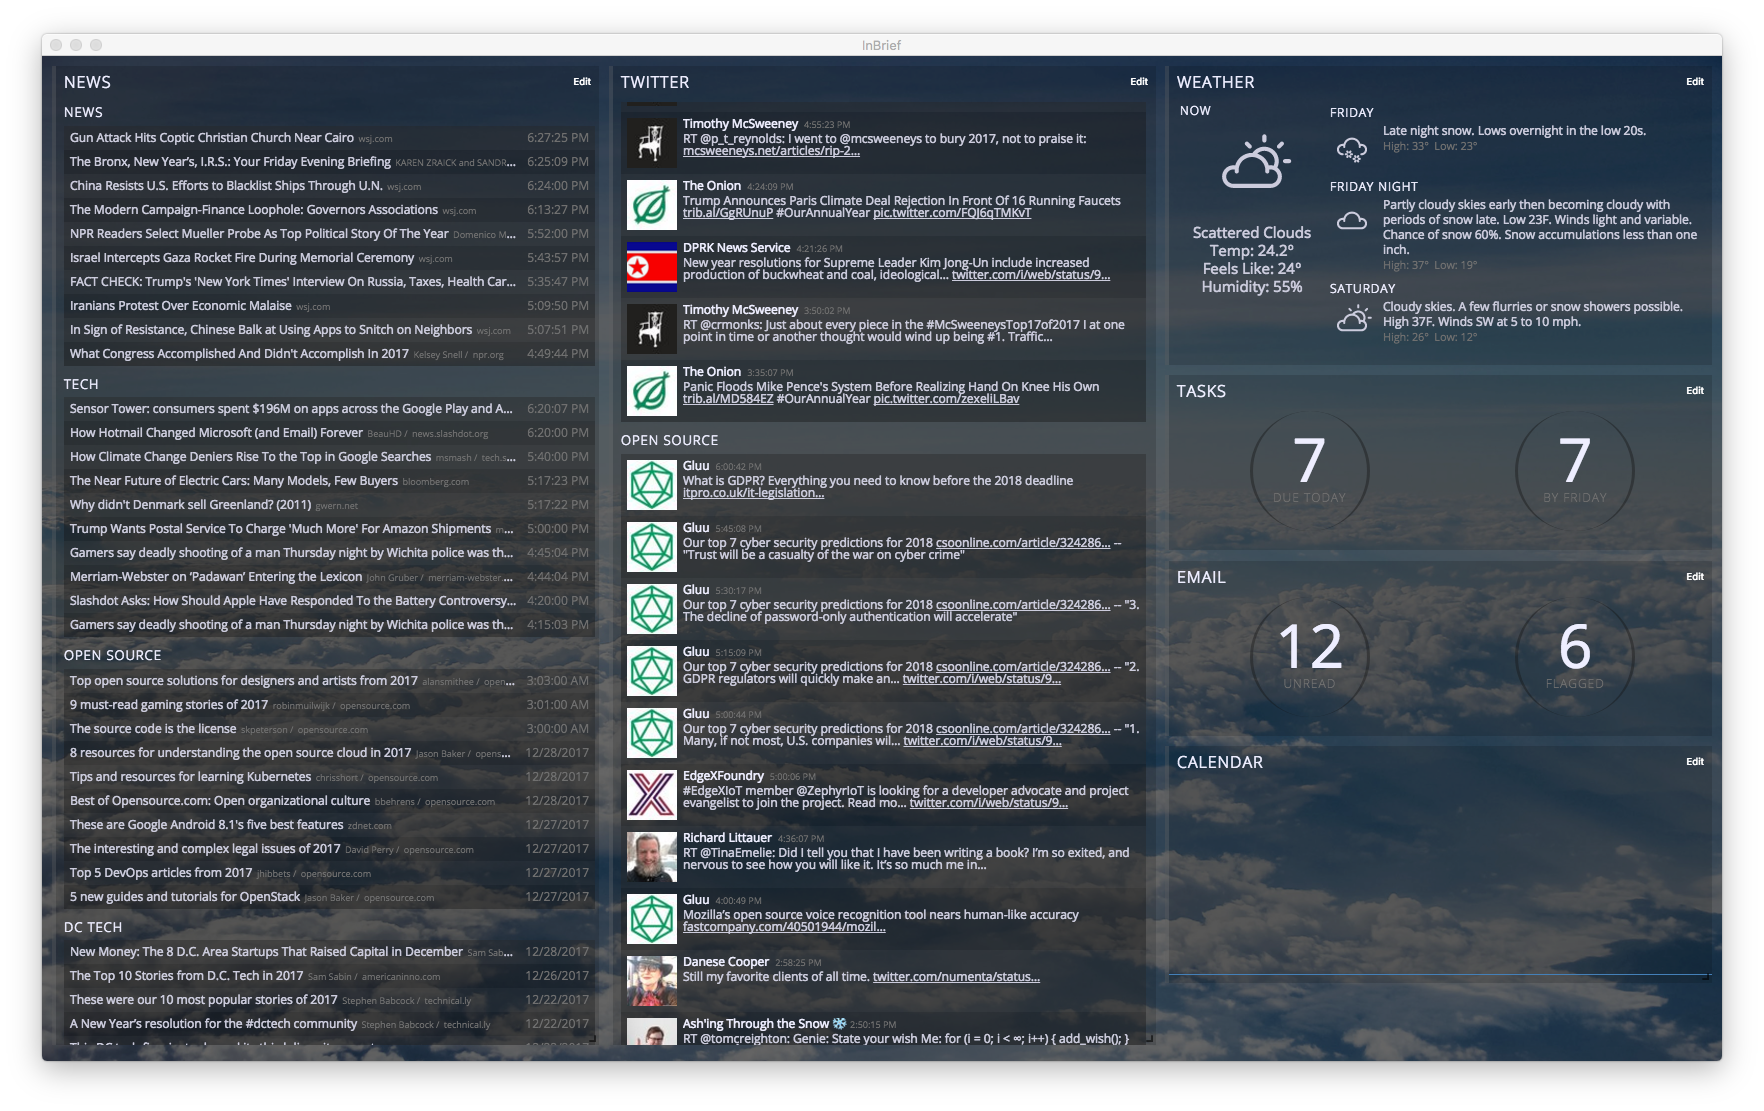 InBrief
NEWS
Edit
NEWS
Gun Attack Hits Coptic Christian Church Near Cairo wsj.com 6:27:25 PM
The Bronx, New Year's, I.R.S.: Your Friday Evening Briefing KAREN ZRAICK and SANDR... 6:25:09 PM
China Resists U.S. Efforts to Blacklist Ships Through U.N. wsj.com 6:24:00 PM
The Modern Campaign-Finance Loophole: Governors Associations wsj.com 6:13:27 PM
NPR Readers Select Mueller Probe As Top Political Story Of The Year Domenico M... 5:52:00 PM
Israel Intercepts Gaza Rocket Fire During Memorial Ceremony wsj.com 5:43:57 PM
FACT CHECK: Trump's 'New York Times' Interview On Russia, Taxes, Health Car... 5:35:47 PM
Iranians Protest Over Economic Malaise wsj.com 5:09:50 PM
In Sign of Resistance, Chinese Balk at Using Apps to Snitch on Neighbors wsj.com 5:07:51 PM
What Congress Accomplished And Didn't Accomplish In 2017 Kelsey Snell / npr.org 4:49:44 PM
TECH
Sensor Tower: consumers spent $196M on apps across the Google Play and A... 6:20:07 PM
How Hotmail Changed Microsoft (and Email) Forever BeauHD / news.slashdot.org 6:20:00 PM
How Climate Change Deniers Rise To the Top in Google Searches msmash / tech.s... 5:40:00 PM
The Near Future of Electric Cars: Many Models, Few Buyers bloomberg.com 5:17:23 PM
Why didn't Denmark sell Greenland? (2011) gwern.net 5:17:22 PM
Trump Wants Postal Service To Charge 'Much More' For Amazon Shipments m... 5:00:00 PM
Gamers say deadly shooting of a man Thursday night by Wichita police was th... 4:45:04 PM
Merriam-Webster on 'Padawan' Entering the Lexicon John Gruber / merriam-webster.... 4:44:04 PM
Slashdot Asks: How Should Apple Have Responded To the Battery Controversy... 4:20:00 PM
Gamers say deadly shooting of a man Thursday night by Wichita police was th... 4:15:03 PM
OPEN SOURCE
Top open source solutions for designers and artists from 2017 alansmithee / open... 3:03:00 AM
9 must-read gaming stories of 2017 robinmuilwijk / opensource.com 3:01:00 AM
The source code is the license skpeterson / opensource.com 3:00:00 AM
8 resources for understanding the open source cloud in 2017 Jason Baker / opens... 12/28/2017
Tips and resources for learning Kubernetes chrisshort / opensource.com 12/28/2017
Best of Opensource.com: Open organizational culture bbehrens / opensource.com 12/28/2017
These are Google Android 8.1's five best features zdnet.com 12/27/2017
The interesting and complex legal issues of 2017 David Perry / opensource.com 12/27/2017
Top 5 DevOps articles from 2017 jhibbets / opensource.com 12/27/2017
5 new guides and tutorials for OpenStack Jason Baker / opensource.com 12/27/2017
DC TECH
New Money: The 8 D.C. Area Startups That Raised Capital in December Sam Sab... 12/28/2017
The Top 10 Stories from D.C. Tech in 2017 Sam Sabin / americaninno.com 12/26/2017
These were our 10 most popular stories of 2017 Stephen Babcock / technical.ly 12/22/2017
A New Year's resolution for the #dctech community Stephen Babcock / technical.ly 12/22/2017
TWITTER
Edit
Timothy McSweeney 4:55:23 PM
RT @p_t_reynolds: I went to @mcsweeneys to bury 2017, not to praise it:
mcsweeneys.net/articles/rip-2...
The Onion 4:24:09 PM
Trump Announces Paris Climate Deal Rejection In Front Of 16 Running Faucets
trib.al/GgRUnuP #OurAnnualYear pic.twitter.com/FQJ6qTMKvT
DPRK News Service 4:21:26 PM
New year resolutions for Supreme Leader Kim Jong-Un include increased
production of buckwheat and coal, ideological... twitter.com/i/web/status/9...
Timothy McSweeney 3:50:02 PM
RT @crmonks: Just about every piece in the #McSweeneysTop17of2017 I at one
point in time or another thought would wind up being #1. Traffic...
The Onion 3:35:07 PM
Panic Floods Mike Pence's System Before Realizing Hand On Knee His Own
trib.al/MD584EZ #OurAnnualYear pic.twitter.com/zexeliLBav
OPEN SOURCE
Gluu 6:00:42 PM
What is GDPR? Everything you need to know before the 2018 deadline
itpro.co.uk/it-legislation...
Gluu 5:45:08 PM
Our top 7 cyber security predictions for 2018 csoonline.com/article/324286... --
"Trust will be a casualty of the war on cyber crime"
Gluu 5:30:17 PM
Our top 7 cyber security predictions for 2018 csoonline.com/article/324286... -- "3.
The decline of password-only authentication will accelerate"
Gluu 5:15:09 PM
Our top 7 cyber security predictions for 2018 csoonline.com/article/324286... -- "2.
GDPR regulators will quickly make an... twitter.com/i/web/status/9...
Gluu 5:00:44 PM
Our top 7 cyber security predictions for 2018 csoonline.com/article/324286... -- "1.
Many, if not most, U.S. companies wil... twitter.com/i/web/status/9...
EdgeXFoundry 5:00:06 PM
#EdgeXIoT member @ZephyrIoT is looking for a developer advocate and project
evangelist to join the project. Read mo... twitter.com/i/web/status/9...
Richard Littauer 4:36:07 PM
RT @TinaEmelie: Did I tell you that I have been writing a book? I'm so exited, and
nervous to see how you will like it. It's so much me in...
Gluu 4:00:49 PM
Mozilla's open source voice recognition tool nears human-like accuracy
fastcompany.com/40501944/mozil...
Danese Cooper 2:58:25 PM
Still my favorite clients of all time. twitter.com/numenta/status...
Ash'ing Through the Snow ❄️ 2:50:15 PM
RT @tomcreighton: Genie: State your wish Me: for (i = 0; i < ∞; i++) { add_wish(); }
WEATHER
Edit
NOW
Scattered Clouds
Temp: 24.2°
Feels Like: 24°
Humidity: 55%
FRIDAY
Late night snow. Lows overnight in the low 20s.
High: 33° Low: 23°
FRIDAY NIGHT
Partly cloudy skies early then becoming cloudy with
periods of snow late. Low 23F. Winds light and variable.
Chance of snow 60%. Snow accumulations less than one
inch.
High: 37° Low: 19°
SATURDAY
Cloudy skies. A few flurries or snow showers possible.
High 37F. Winds SW at 5 to 10 mph.
High: 26° Low: 12°
TASKS
Edit
7
DUE TODAY
7
BY FRIDAY
EMAIL
Edit
12
UNREAD
6
FLAGGED
CALENDAR
Edit